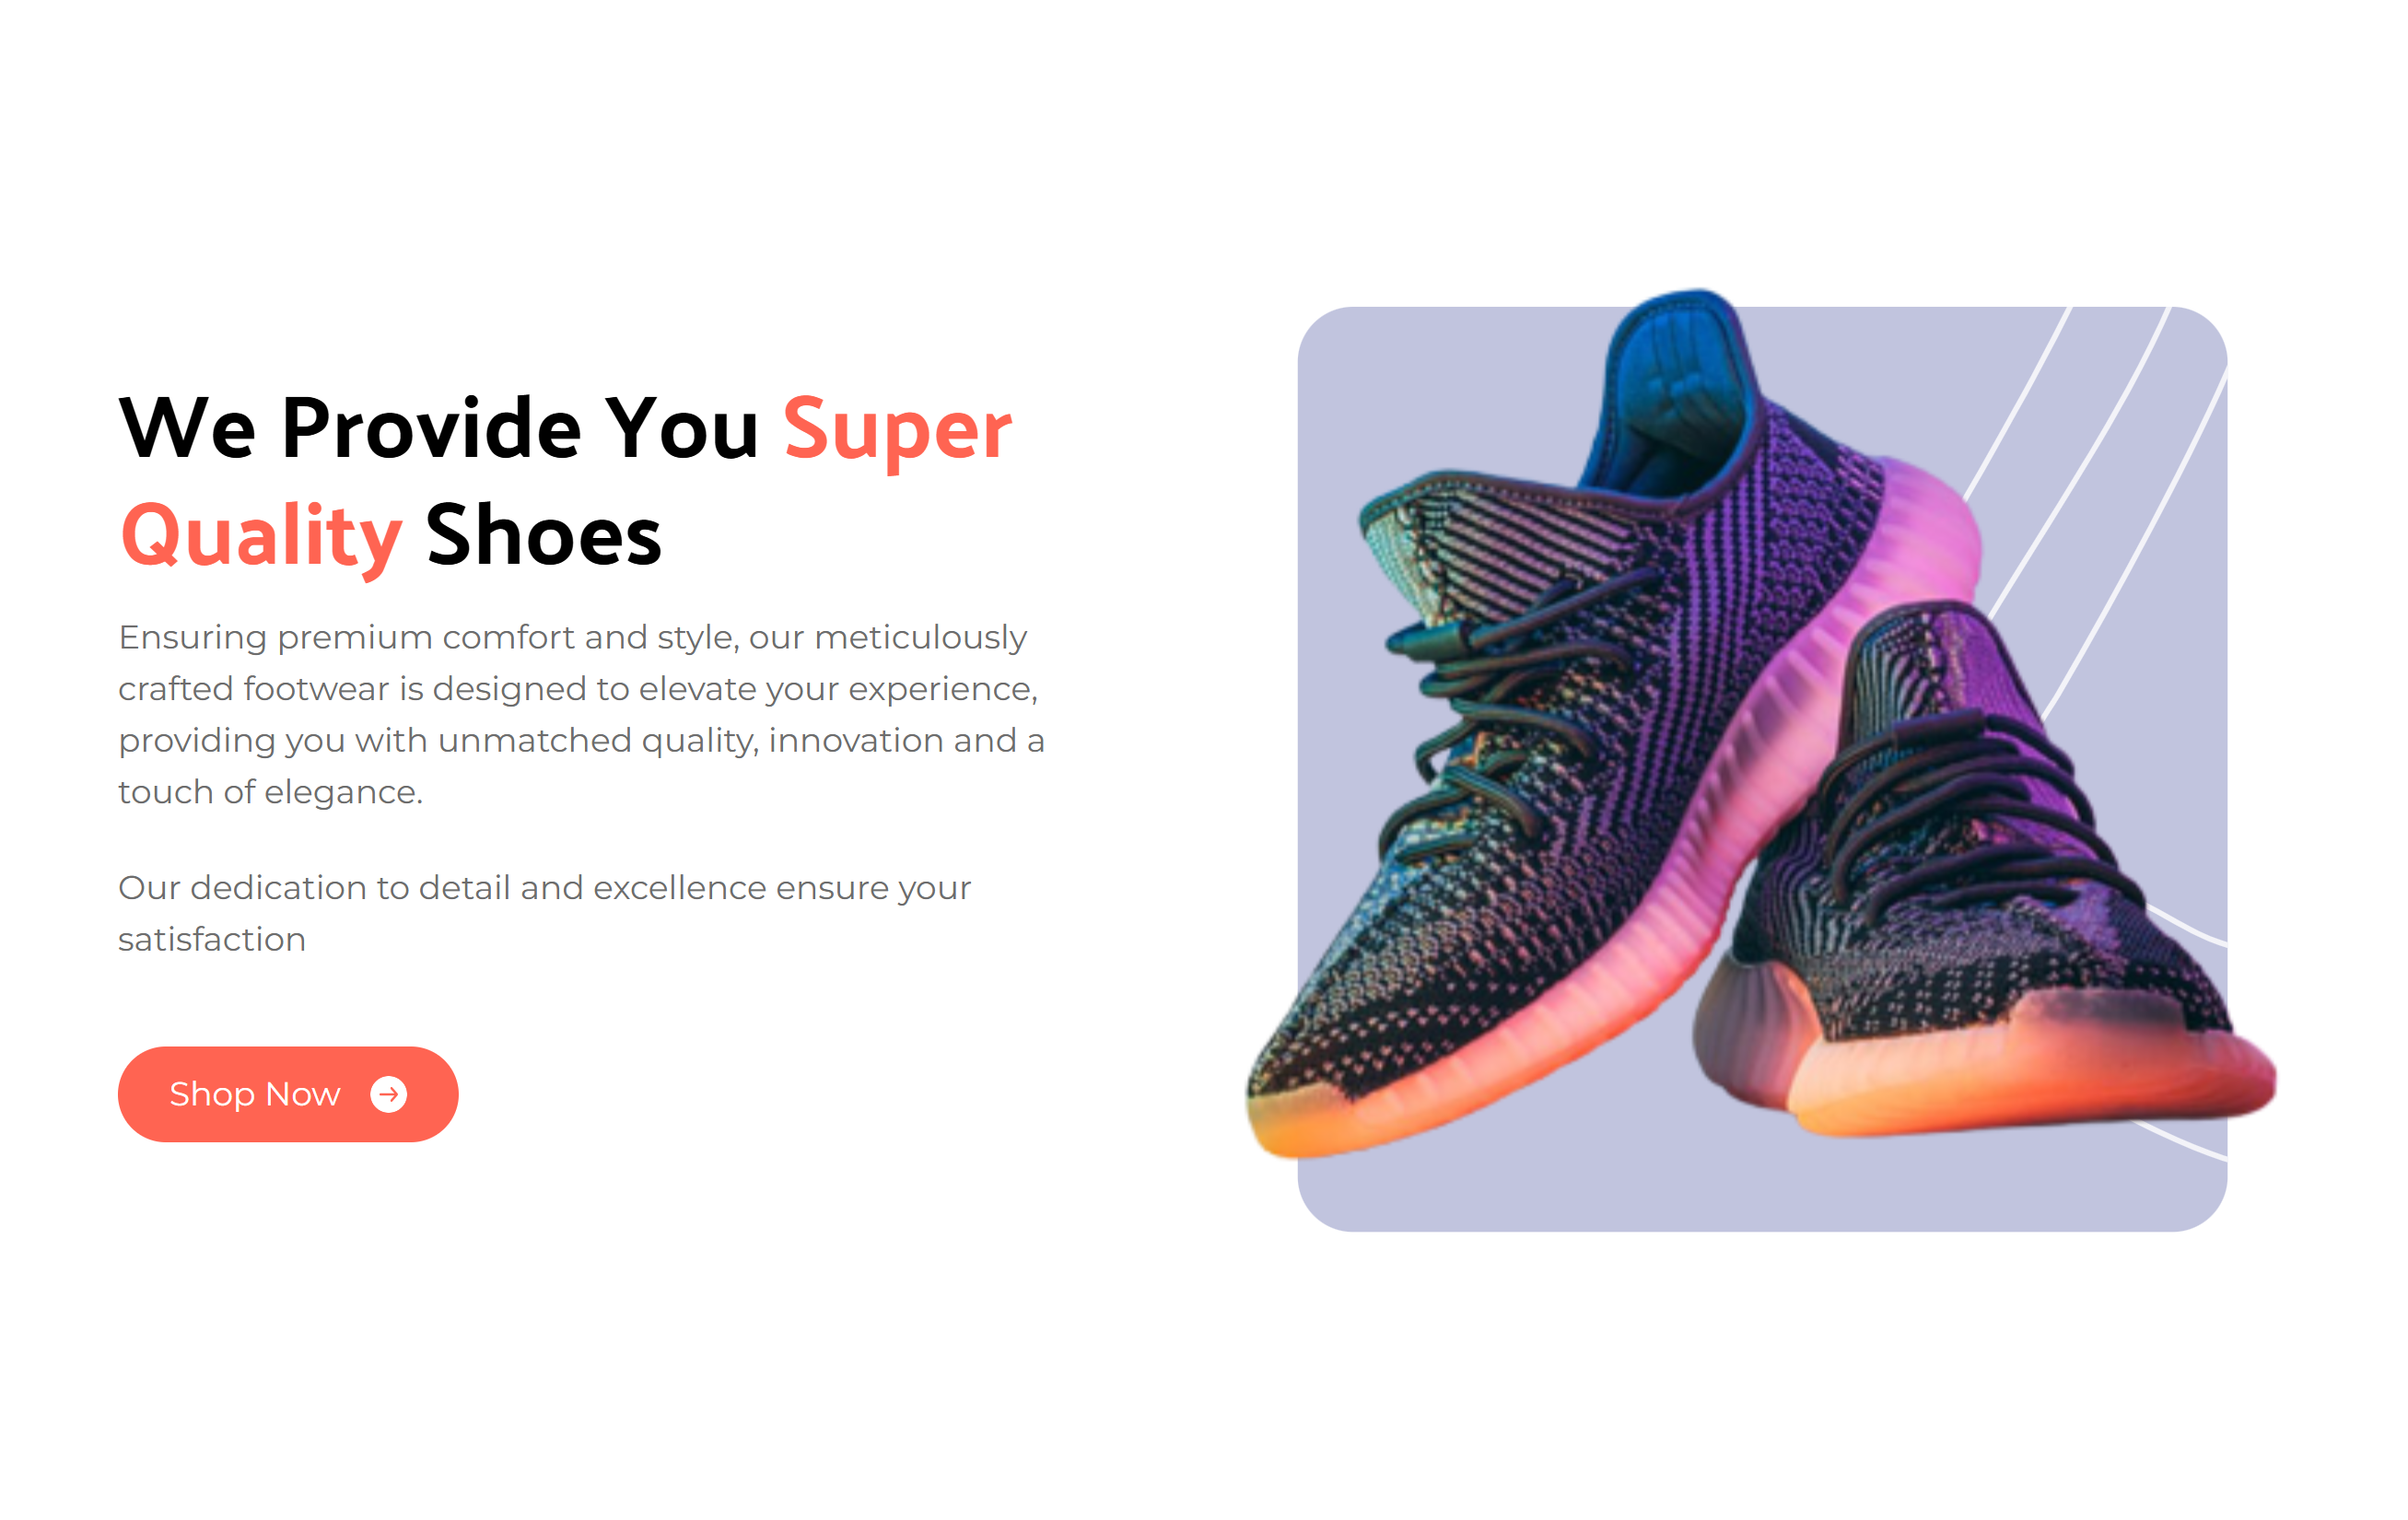 We Provide You Super
Quality Shoes
Ensuring premium comfort and style, our meticulously
crafted footwear is designed to elevate your experience,
providing you with unmatched quality, innovation and a
touch of elegance.
Our dedication to detail and excellence ensure your
satisfaction
Shop Now